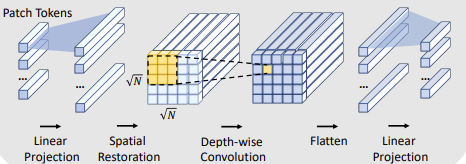 Patch Tokens
...
...
√N
√N
...
...
Linear Projection
Spatial Restoration
Depth-wise Convolution
Flatten
Linear Projection